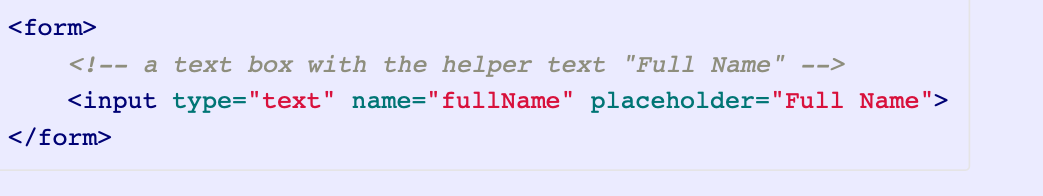 <form>
<!-- a text box with the helper text "Full Name" -->
<input type="text" name="fullName" placeholder="Full Name">
</form>